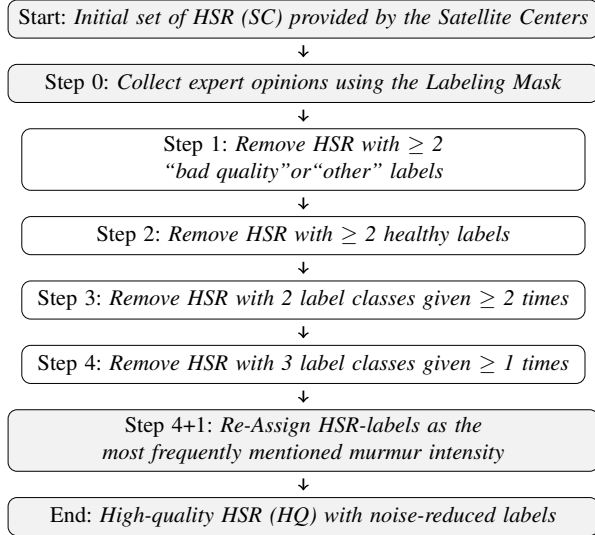 Start: Initial set of HSR (SC) provided by the Satellite Centers
Step 0: Collect expert opinions using the Labeling Mask
Step 1: Remove HSR with ≥ 2
“bad quality”or“other” labels
Step 2: Remove HSR with ≥ 2 healthy labels
Step 3: Remove HSR with 2 label classes given ≥ 2 times
Step 4: Remove HSR with 3 label classes given ≥ 1 times
Step 4+1: Re-Assign HSR-labels as the
most frequently mentioned murmur intensity
End: High-quality HSR (HQ) with noise-reduced labels